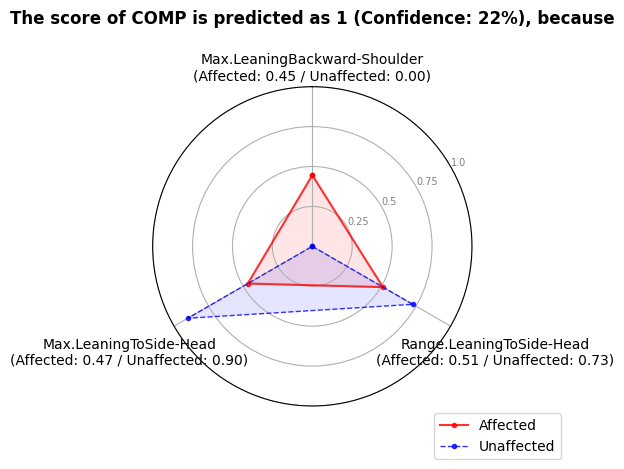 The score of COMP is predicted as 1 (Confidence: 22%), because
Max.LeaningBackward-Shoulder
(Affected: 0.45 / Unaffected: 0.00)
1.0
0.75
0.5
0.25
Max.LeaningToSide-Head
(Affected: 0.47 / Unaffected: 0.90)
Range.LeaningToSide-Head
(Affected: 0.51 / Unaffected: 0.73)
Affected
Unaffected